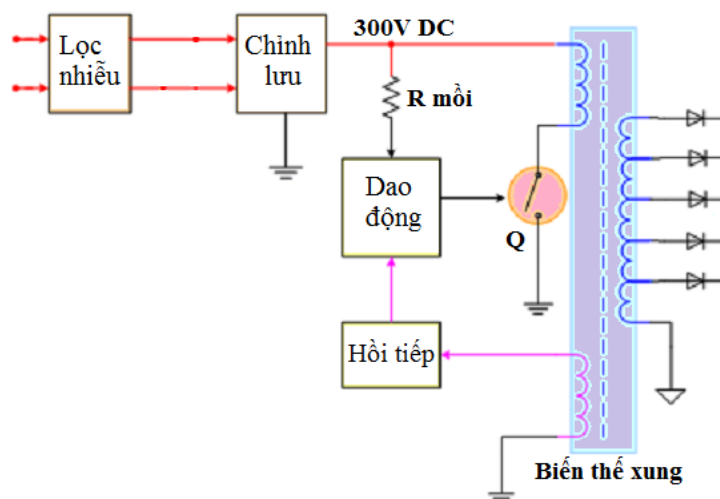 Lọc
nhiễu
Chỉnh
lưu
300V DC
R mồi
Dao
động
Q
Hồi tiếp
Biến thế xung